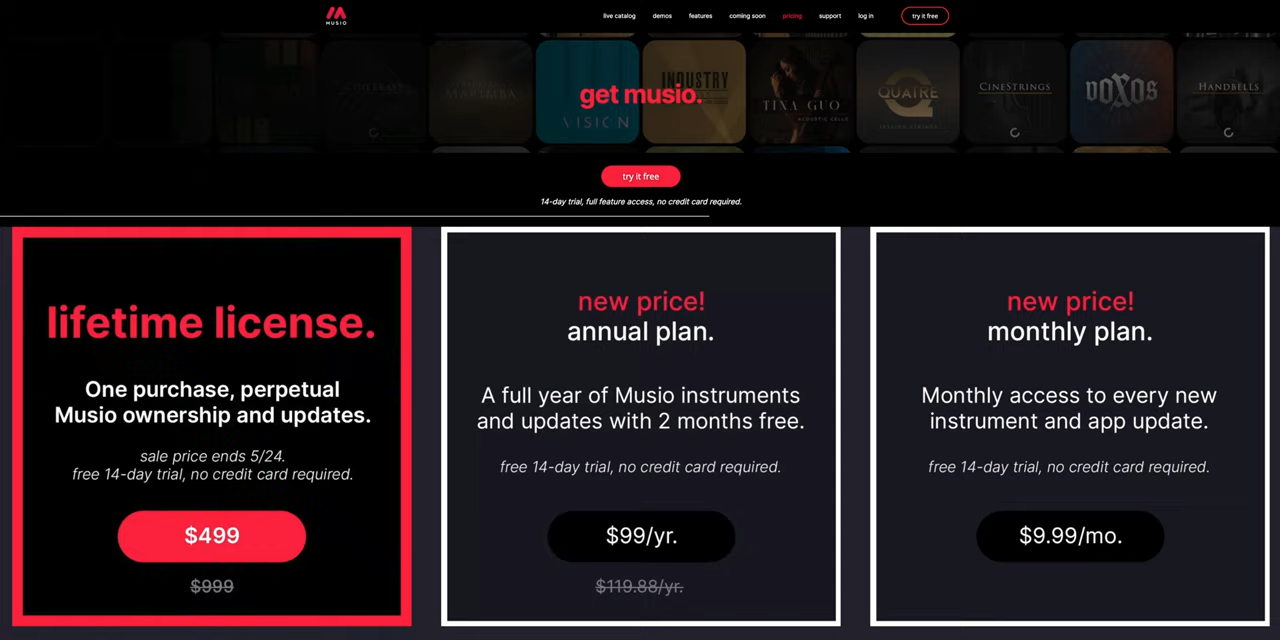 MUSIO
live catalog
demos
features
coming soon
pricing
support
log in
try it free
MARIMBA
VISION
INDUSTRY
TINA GUO
ACOUSTIC CELLO
QUATRE
SESSION STRINGS
CINESTRINGS
VOXOS
HANDBELLS
get musio.
try it free
14-day trial, full feature access, no credit card required.
lifetime license.
One purchase, perpetual
Musio ownership and updates.
sale price ends 5/24.
free 14-day trial, no credit card required.
$499
$999
new price!
annual plan.
A full year of Musio instruments
and updates with 2 months free.
free 14-day trial, no credit card required.
$99/yr.
$119.88/yr.
new price!
monthly plan.
Monthly access to every new
instrument and app update.
free 14-day trial, no credit card required.
$9.99/mo.